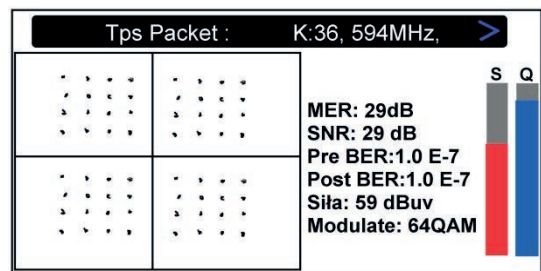 Tps Packet : K:36, 594MHz, >
S Q
MER: 29dB
SNR: 29 dB
Pre BER:1.0 E-7
Post BER:1.0 E-7
Siła: 59 dBuv
Modulate: 64QAM